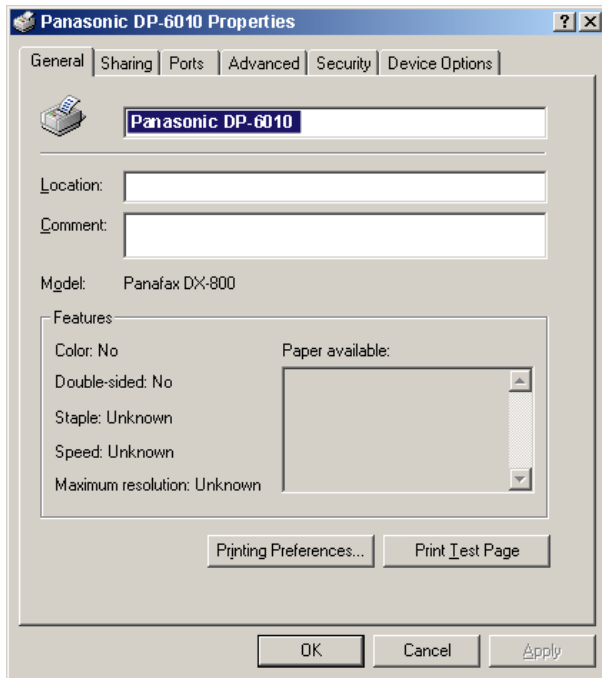 Panasonic DP-6010 Properties
General Sharing Ports Advanced Security Device Options
Panasonic DP-6010
Location:
Comment:
Model: Panafax DX-800
Features
Color: No Paper available:
Double-sided: No
Staple: Unknown
Speed: Unknown
Maximum resolution: Unknown
Printing Preferences... Print Test Page
OK Cancel Apply